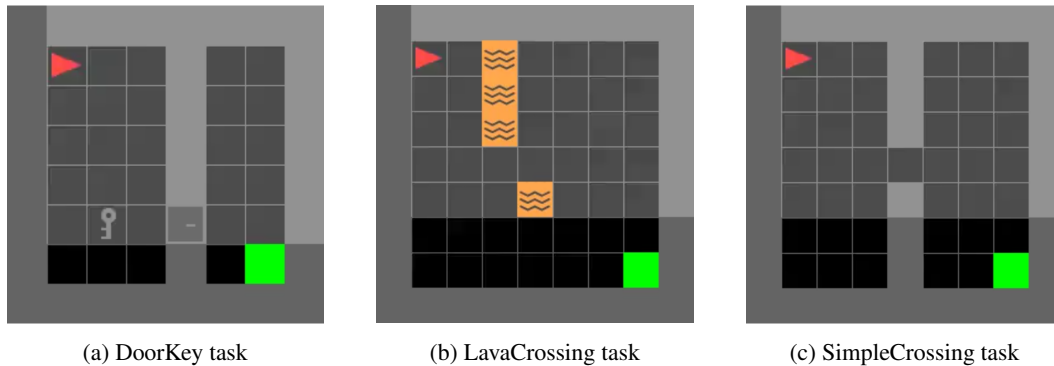 (a) DoorKey task
(b) LavaCrossing task
(c) SimpleCrossing task